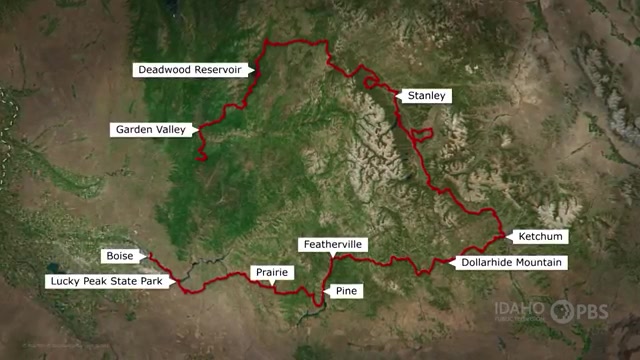 Deadwood Reservoir
Stanley
Garden Valley
Ketchum
Featherville
Boise
Dollarhide Mountain
Prairie
Lucky Peak State Park
Pine
IDAHO
PBS